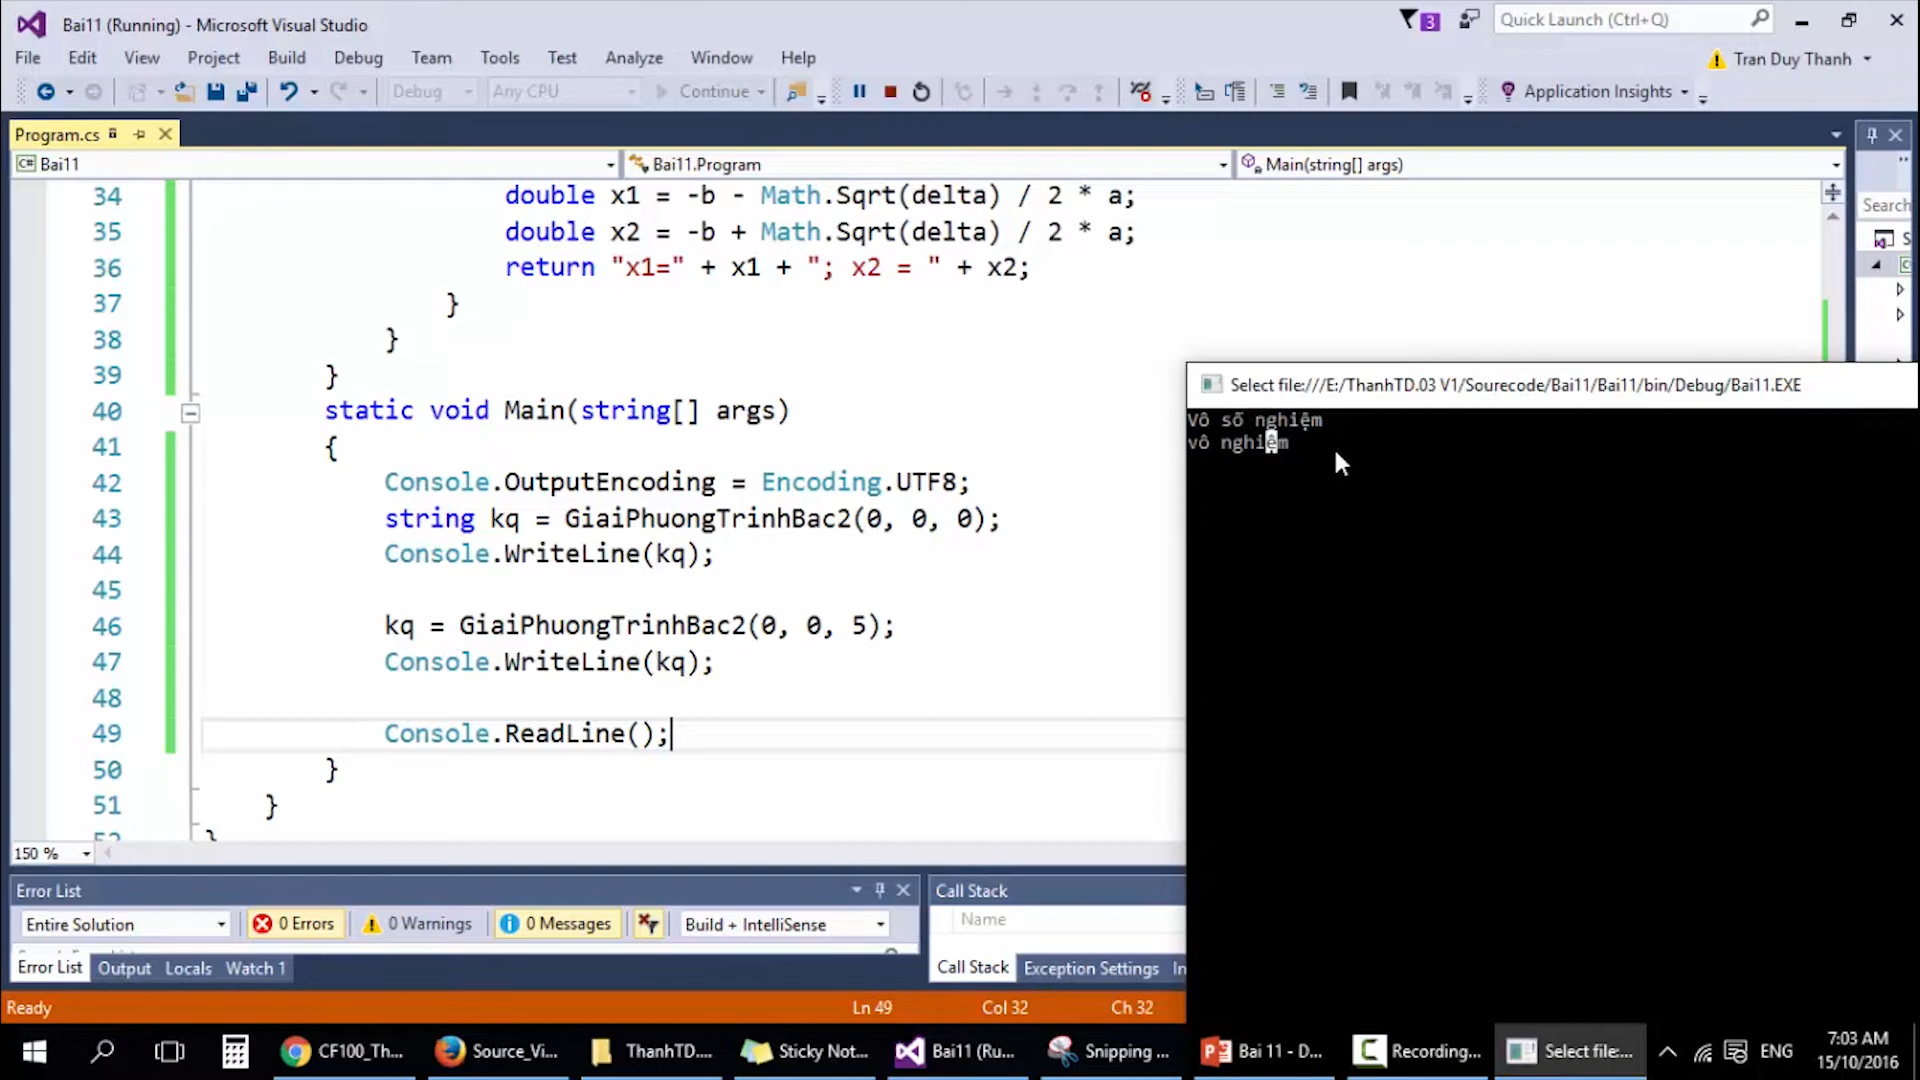 Bai11 (Running) - Microsoft Visual Studio
3
Quick Launch (Ctrl+Q)
File Edit View Project Build Debug Team Tools Test Analyze Window Help
Tran Duy Thanh
Debug Any CPU Continue Application Insights
Program.cs
Bai11 Bai11.Program Main(string[] args)
Search
34 double x1 = -b - Math.Sqrt(delta) / 2 * a;
35 double x2 = -b + Math.Sqrt(delta) / 2 * a;
36 return "x1=" + x1 + "; x2 = " + x2;
37 }
38 }
39 }
40 static void Main(string[] args)
41 {
42 Console.OutputEncoding = Encoding.UTF8;
43 string kq = GiaiPhuongTrinhBac2(0, 0, 0);
44 Console.WriteLine(kq);
45
46 kq = GiaiPhuongTrinhBac2(0, 0, 5);
47 Console.WriteLine(kq);
48
49 Console.ReadLine();
50 }
51 }
Select file:///E:/ThanhTD.03 V1/Sourecode/Bai11/Bai11/bin/Debug/Bai11.EXE
Vô số nghiệm
vô nghiệm
150 %
Error List
Entire Solution 0 Errors 0 Warnings 0 Messages Build + IntelliSense
Error List Output Locals Watch 1
Call Stack
Name
Call Stack Exception Settings In
Ready Ln 49 Col 32 Ch 32
CF100_Th... Source_Vi... ThanhTD.... Sticky Not... Bai11 (Ru... Snipping ... Bai 11 - D... Recording... Select file:... ENG
7:03 AM
15/10/2016